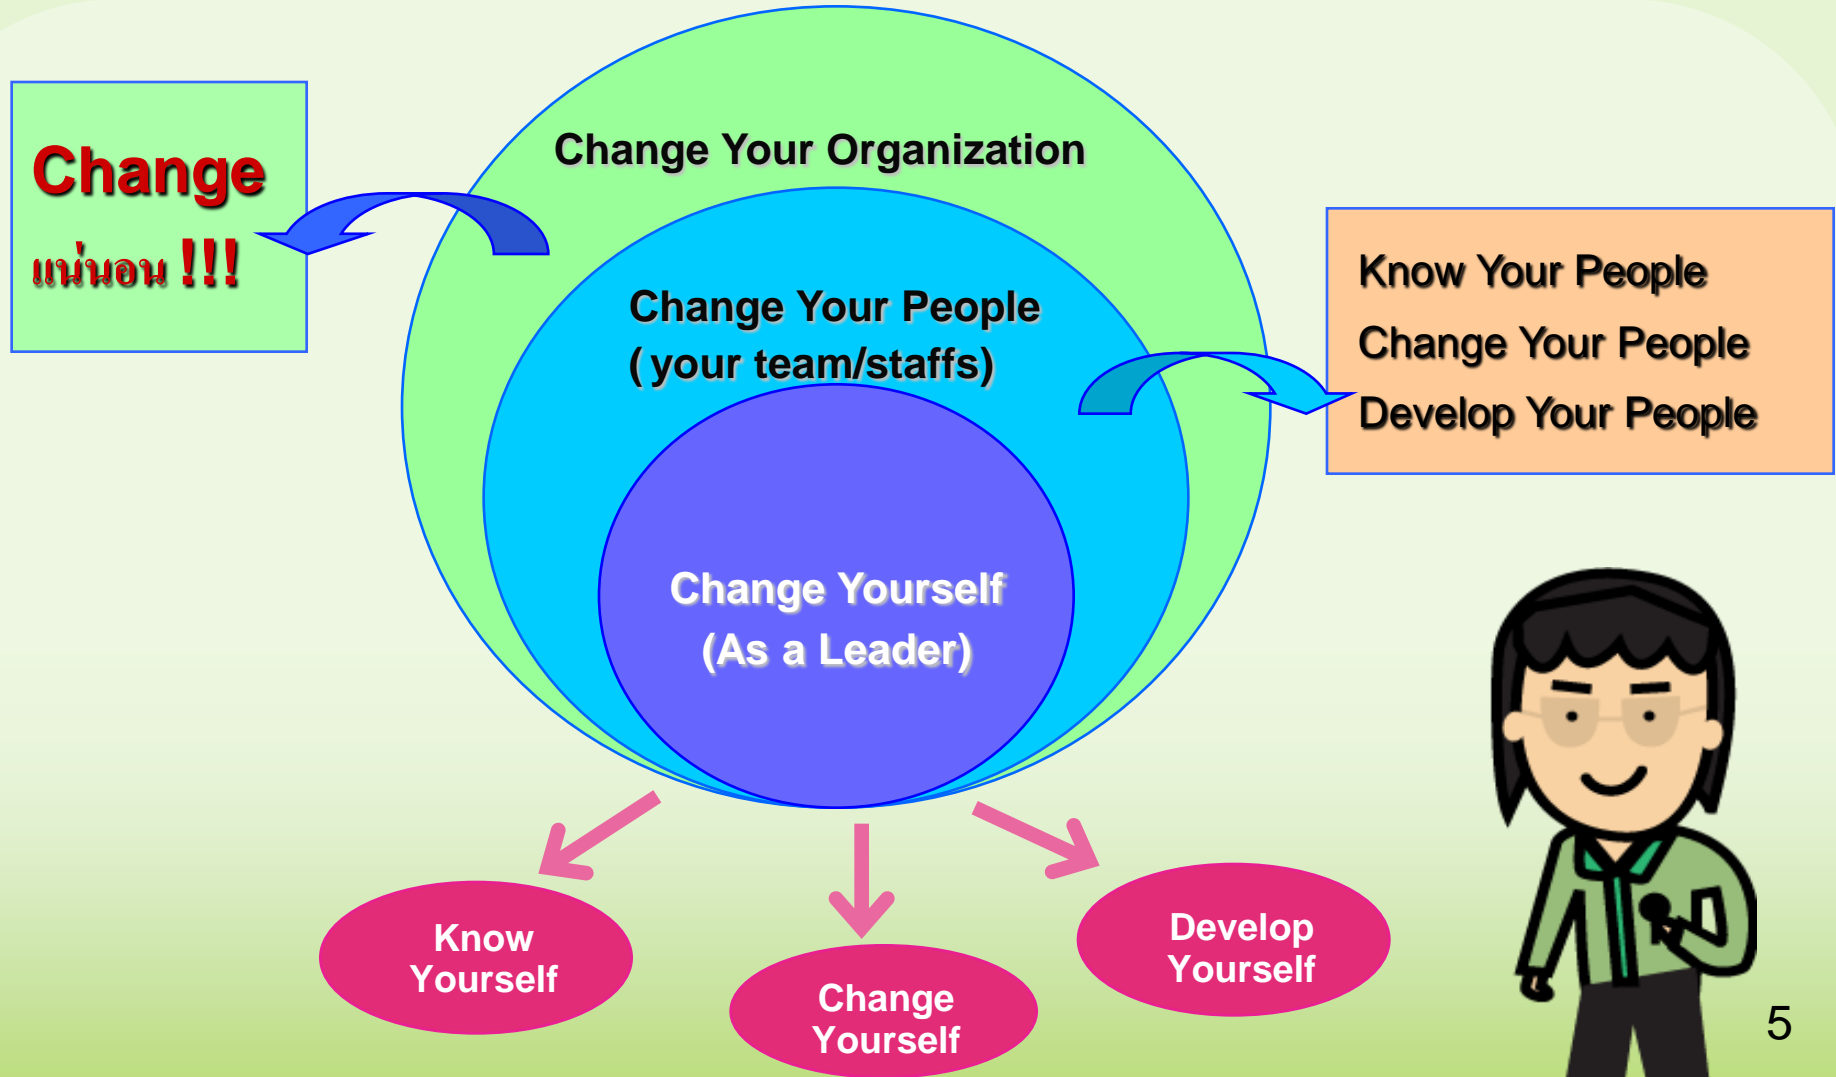 Change
แน่นอน !!!
Change Your Organization
Change Your People
( your team/staffs)
Know Your People
Change Your People
Develop Your People
Change Yourself
(As a Leader)
Know
Yourself
Change
Yourself
Develop
Yourself
5